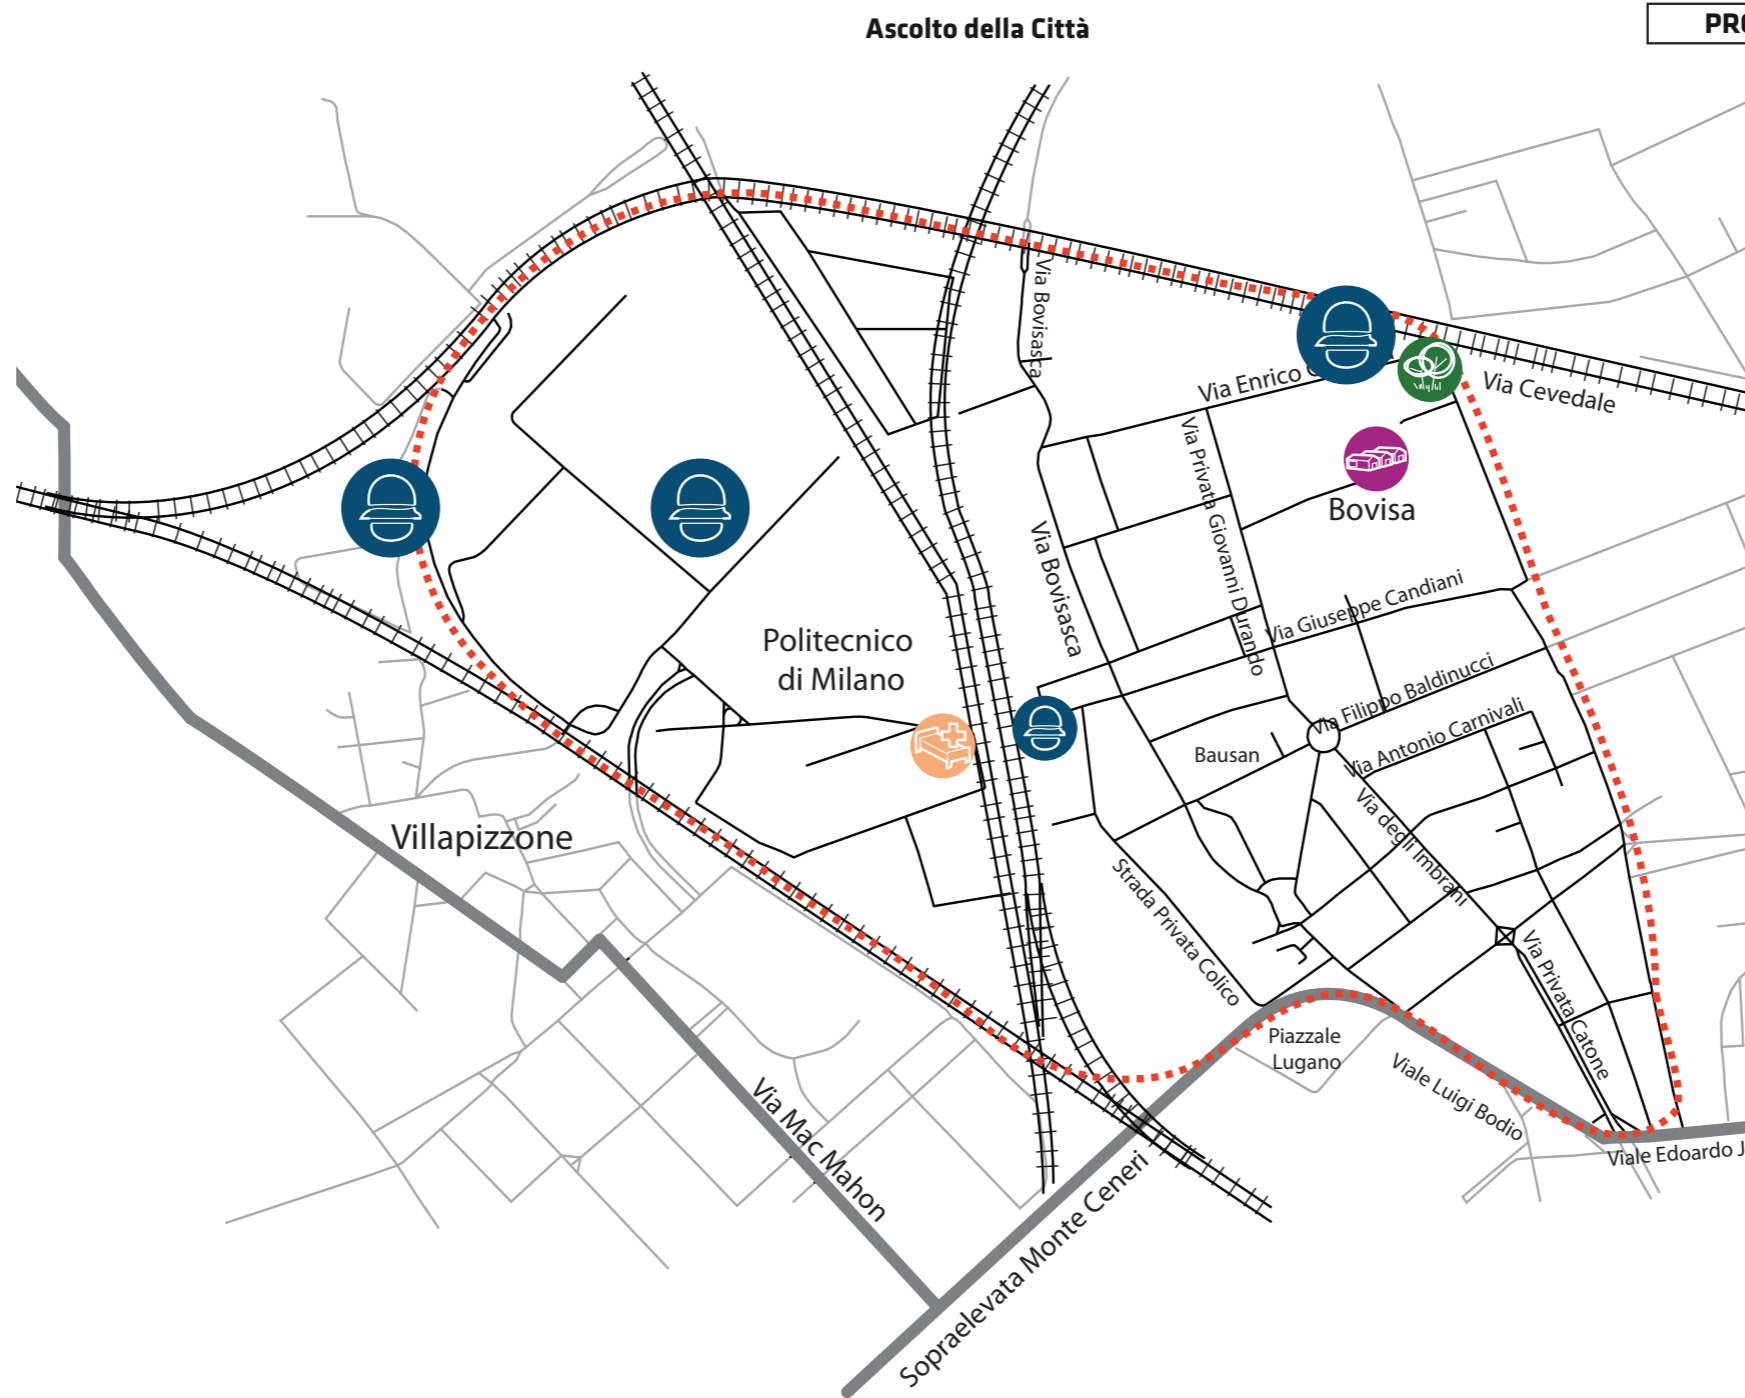 Ascolto della Città
Via Bovisasca
Via Enrico
Via Cevedale
Via Privata Giovanni Durando
Bovisa
Via Bovisasca
Via Giuseppe Candiani
Politecnico
di Milano
Via Filippo Baldinucci
Via Antonio Carnivali
Bausan
Via degli Imbriani
Villapizzone
Strada Privata Colico
Via Privata Catone
Piazzale
Lugano
Viale Luigi Bodio
Via Mac Mahon
Viale Edoardo J
Sopraelevata Monte Ceneri